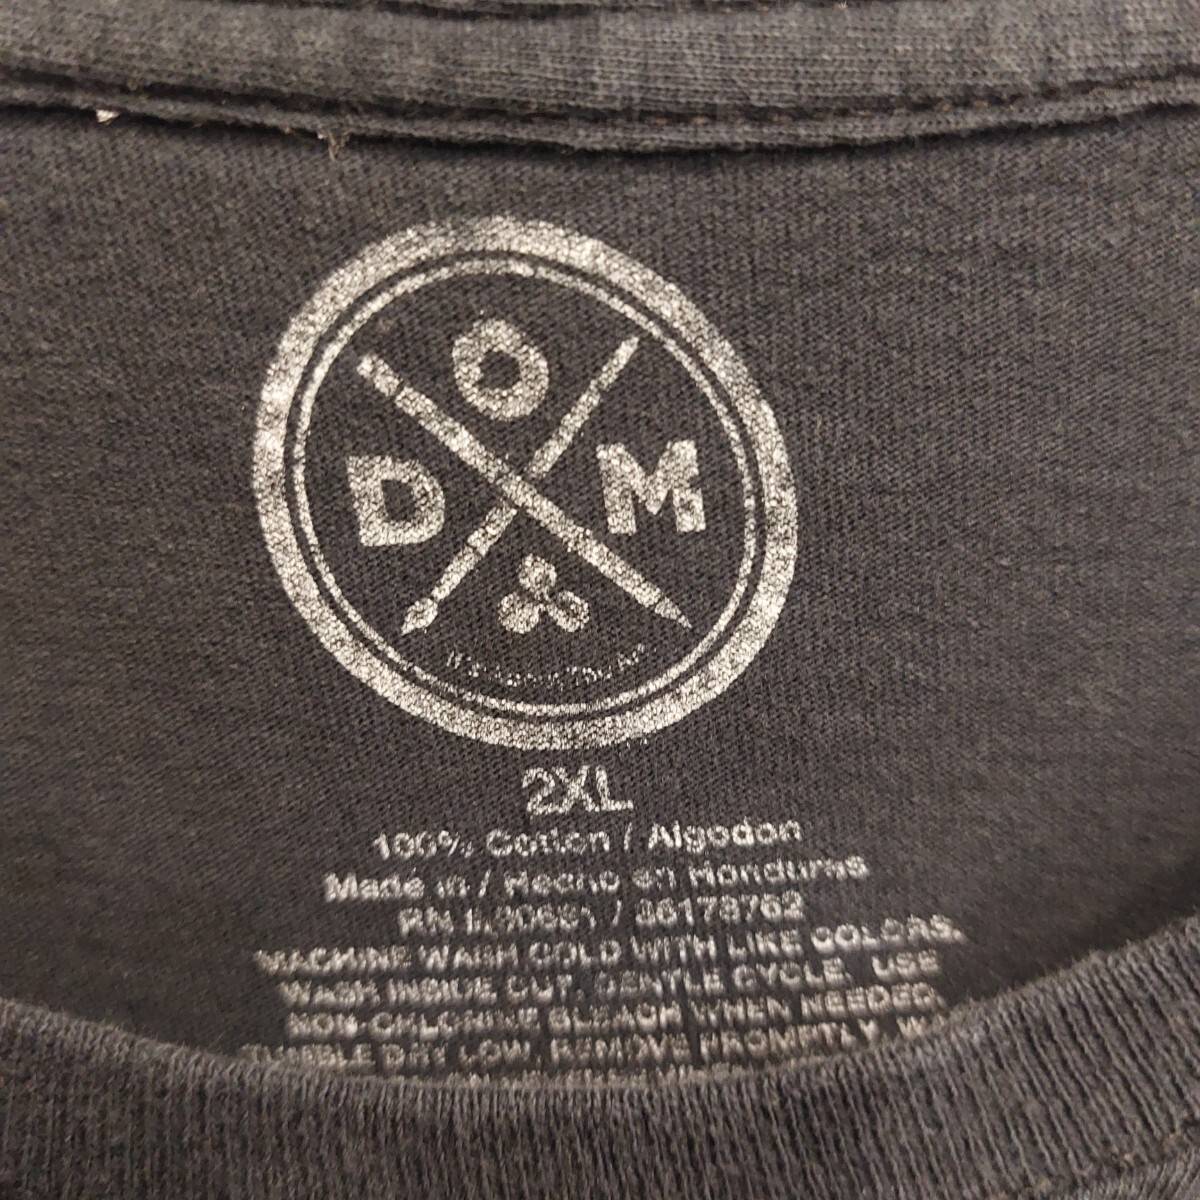 O
D M
2XL
100% Cotton / Algodon
Made in / Hecho en Honduras
RN
MACHINE WASH COLD WITH LIKE COLORS.
WASH INSIDE OUT. GENTLE CYCLE. USE
NON-CHLORINE BLEACH WHEN NEEDED.
TUMBLE DRY LOW. REMOVE PROMPTLY.